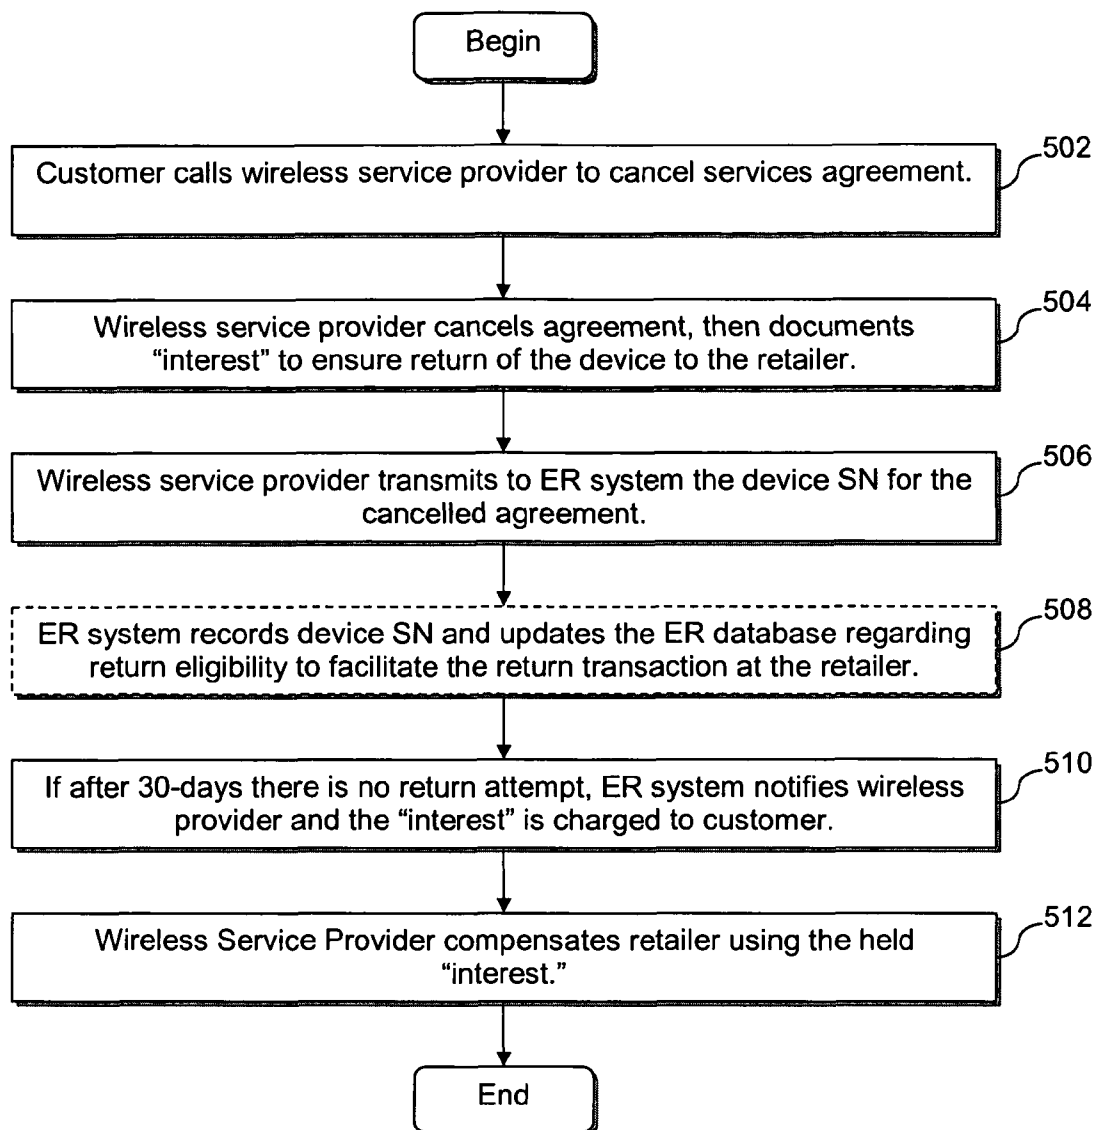 Begin
502
Customer calls wireless service provider to cancel services agreement.
504
Wireless service provider cancels agreement, then documents
“interest” to ensure return of the device to the retailer.
506
Wireless service provider transmits to ER system the device SN for the
cancelled agreement.
508
ER system records device SN and updates the ER database regarding
return eligibility to facilitate the return transaction at the retailer.
510
If after 30-days there is no return attempt, ER system notifies wireless
provider and the “interest” is charged to customer.
512
Wireless Service Provider compensates retailer using the held
“interest.”
End